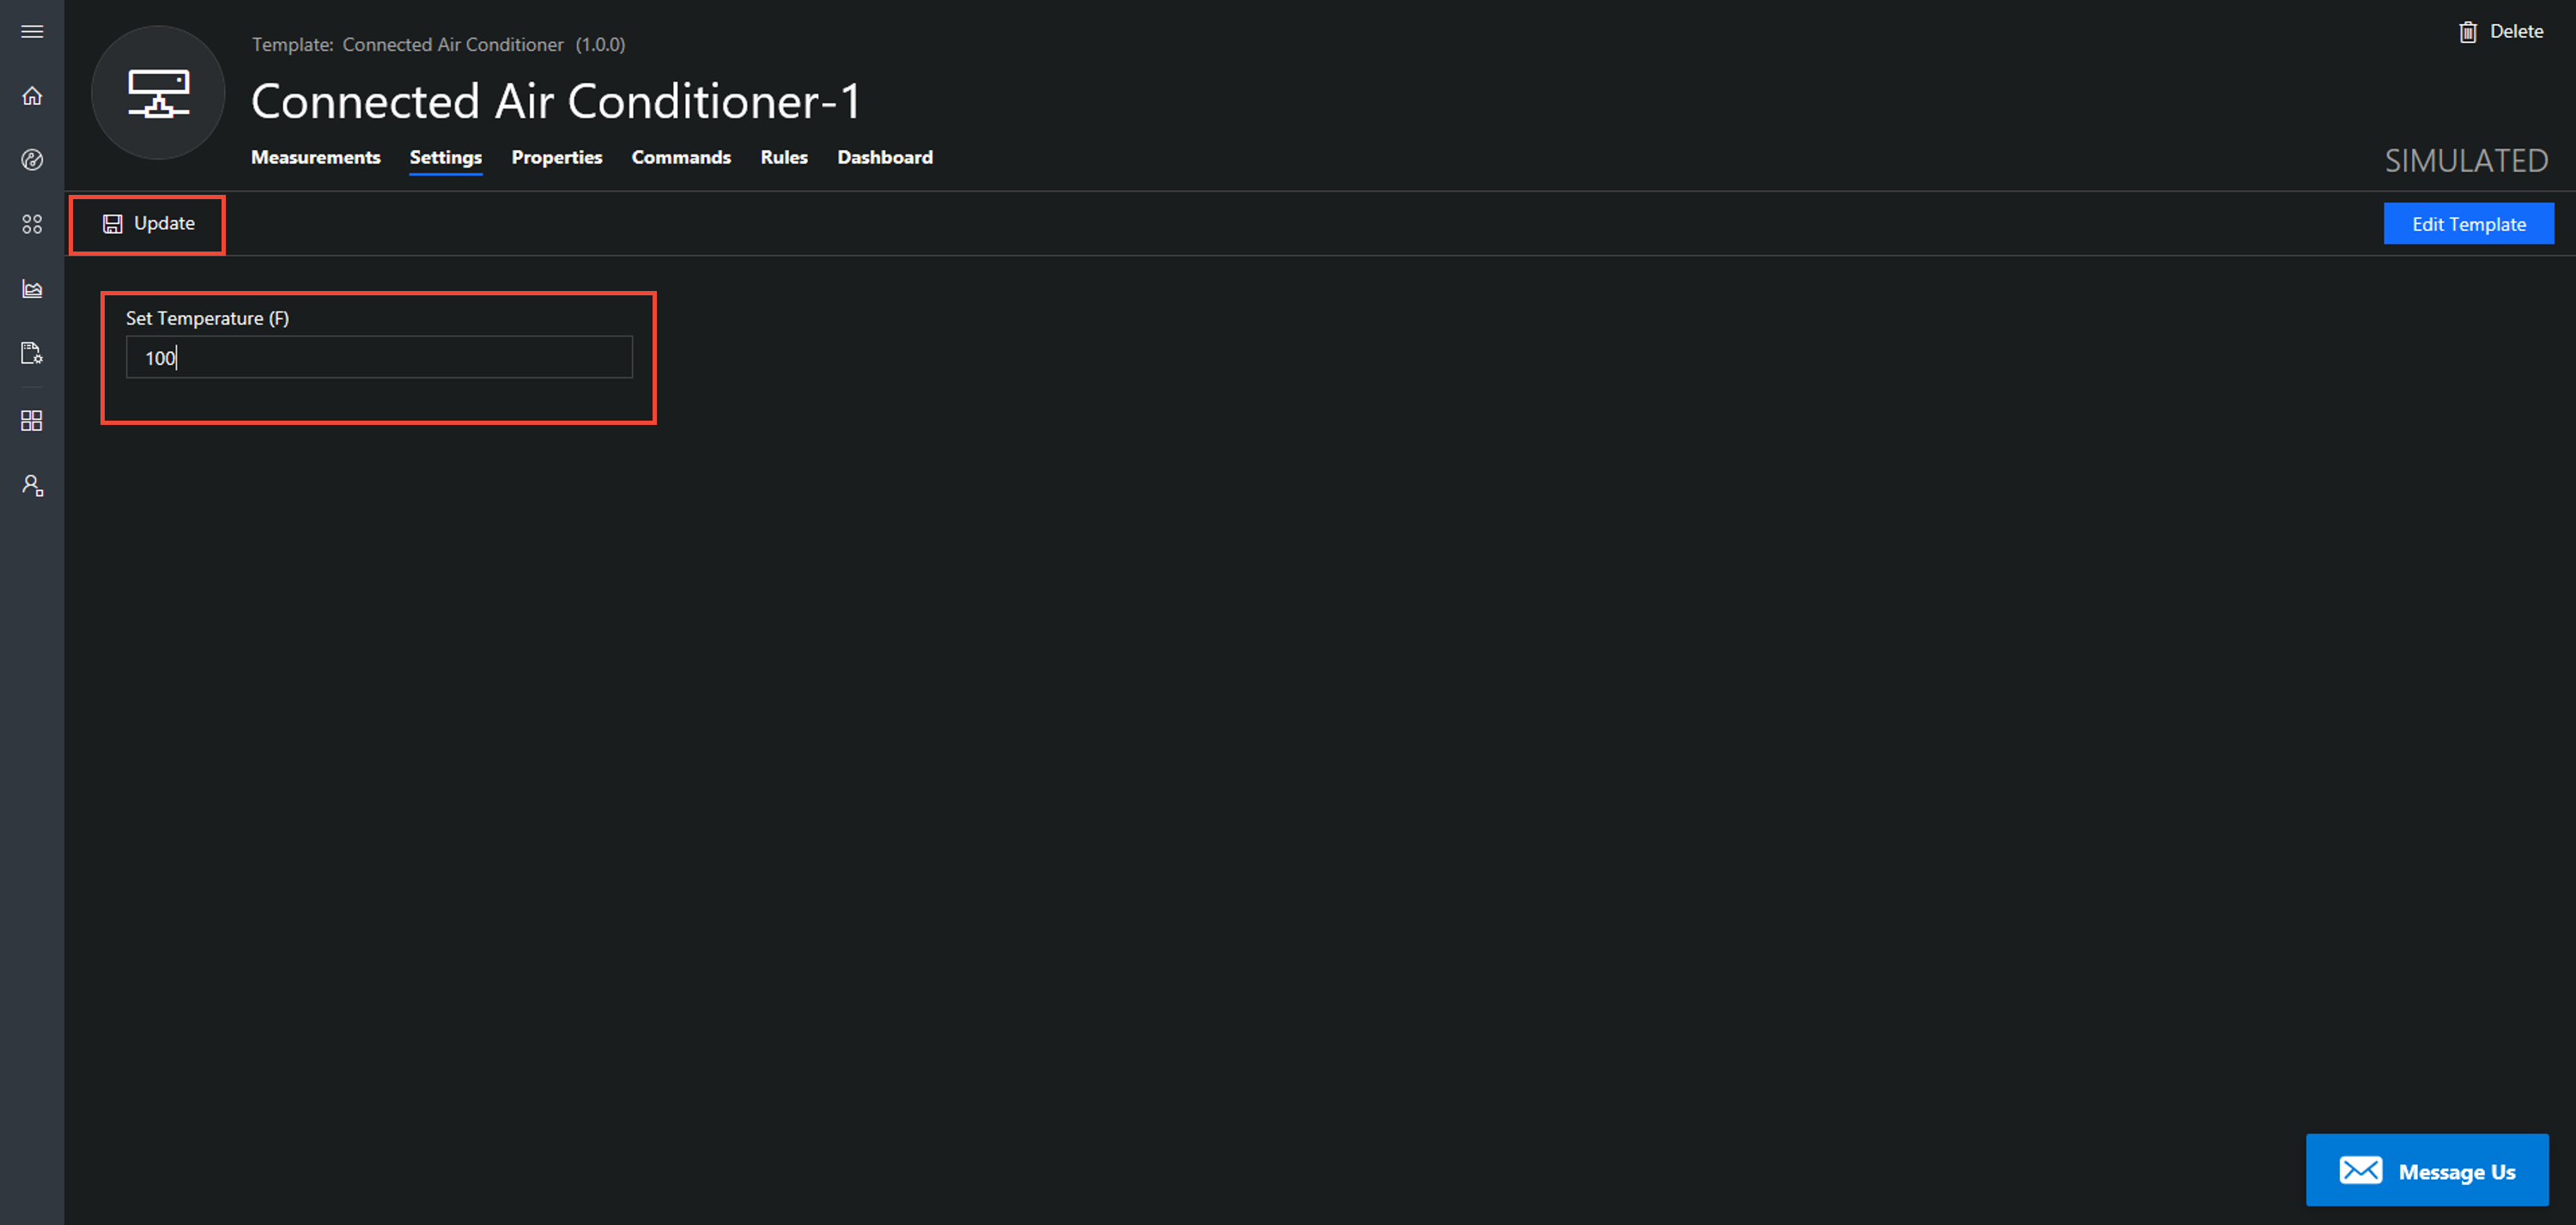 Template: Connected Air Conditioner (1.0.0)
Delete
Connected Air Conditioner-1
Measurements Settings Properties Commands Rules Dashboard
SIMULATED
Update
Edit Template
Set Temperature (F)
100
Message Us